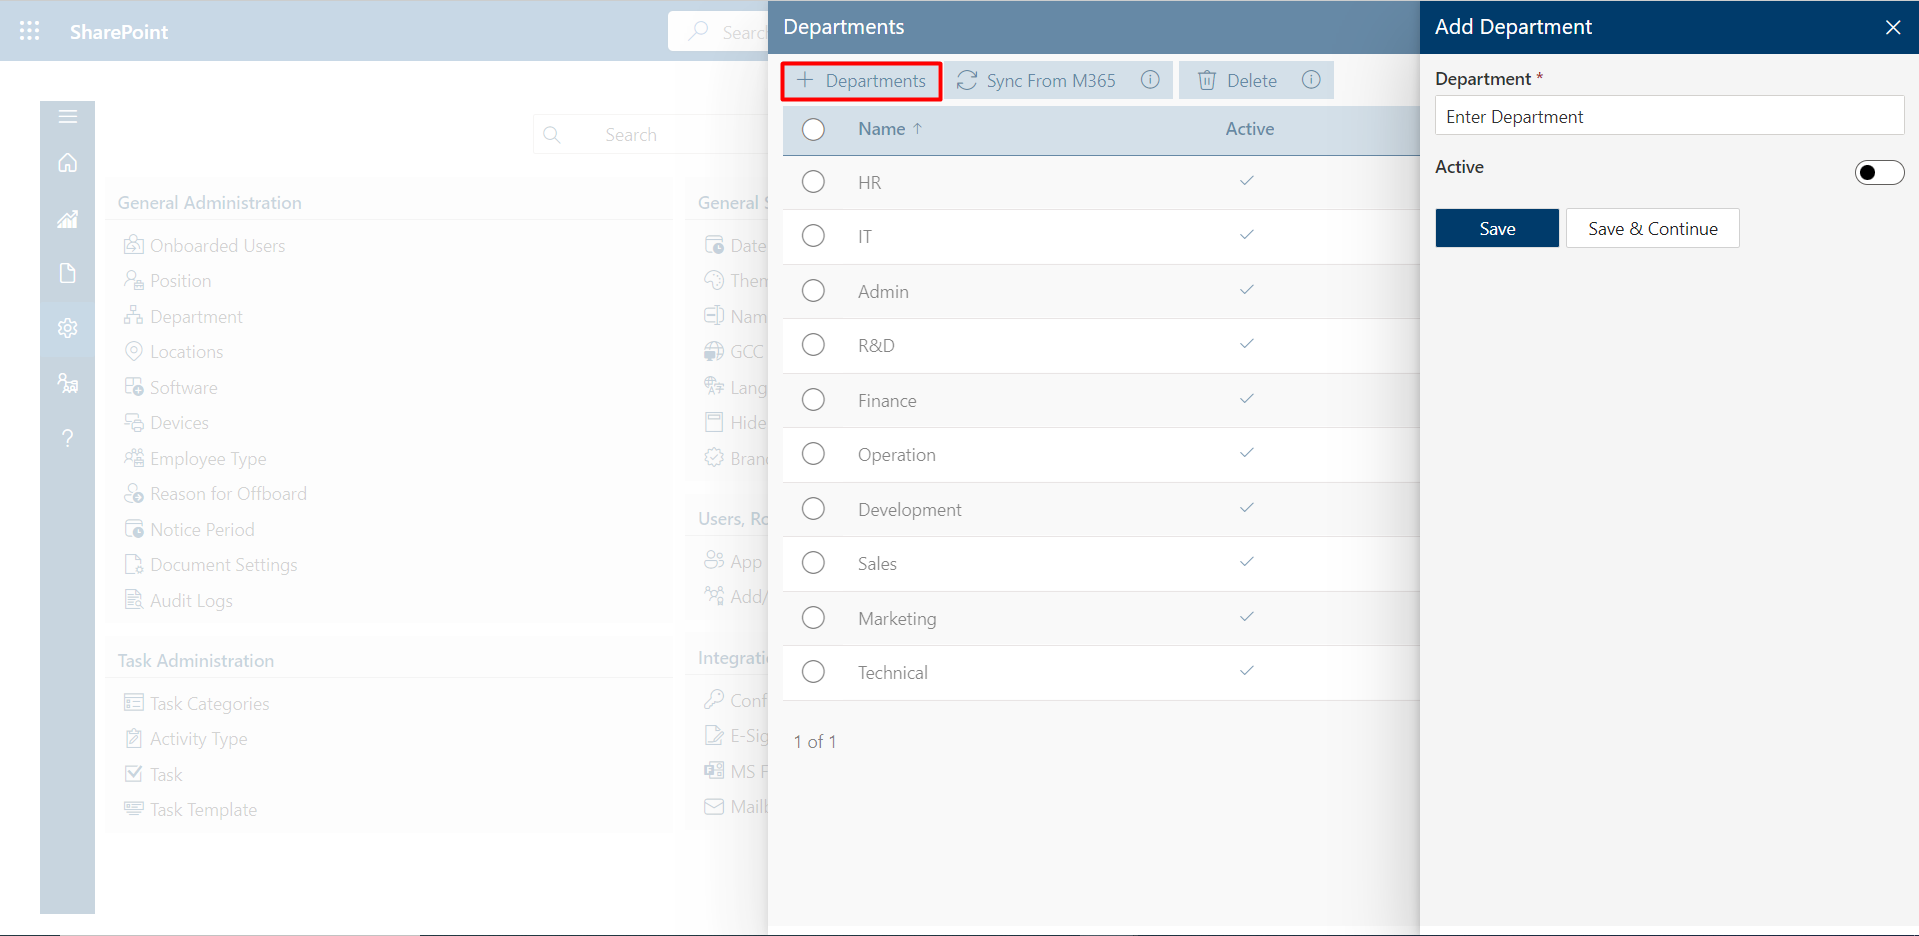 SharePoint
Search
General Administration
Onboarded Users
Position
Department
Locations
Software
Devices
Employee Type
Reason for Offboard
Notice Period
Document Settings
Audit Logs
Task Administration
Task Categories
Activity Type
Task
Task Template
Searc
General S
Date
Them
Nam
GCC
Lang
Hide
Bran
Users, Ro
App
Add/
Integrati
Conf
E-Sig
MS F
Mailb
Departments
+ Departments
Sync From M365
Delete
Name ↑ Active
HR
IT
Admin
R&D
Finance
Operation
Development
Sales
Marketing
Technical
1 of 1
Add Department
Department *
Enter Department
Active
Save
Save & Continue